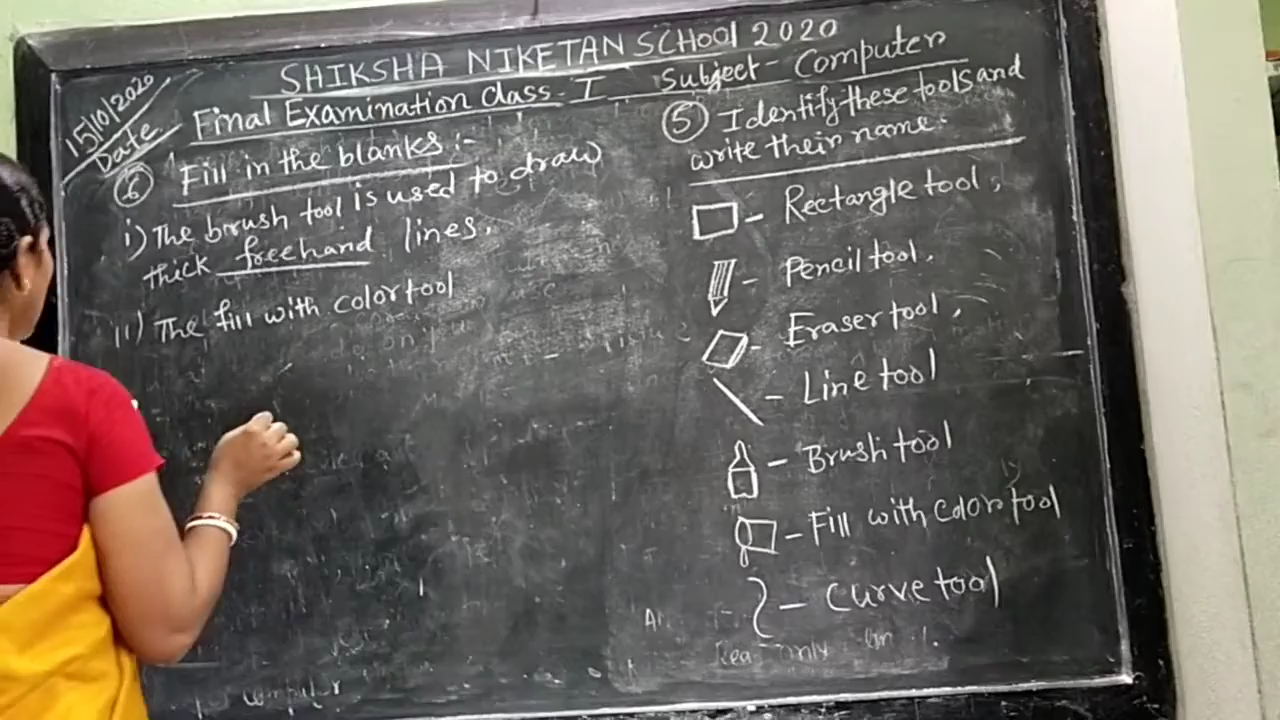 SHIKSHA NIKETAN SCHOOL 2020
15/10/2020
Date
Final Examination class - I Subject - Computer
⑥ Fill in the blanks :-
i) The brush tool is used to draw
thick freehand lines.
11) The fill with color tool
⑤ Identify these tools and
write their name.
- Rectangle tool,
- Pencil tool,
- Eraser tool,
- Line tool
- Brush tool
- Fill with color tool
- Curve tool
only
computer